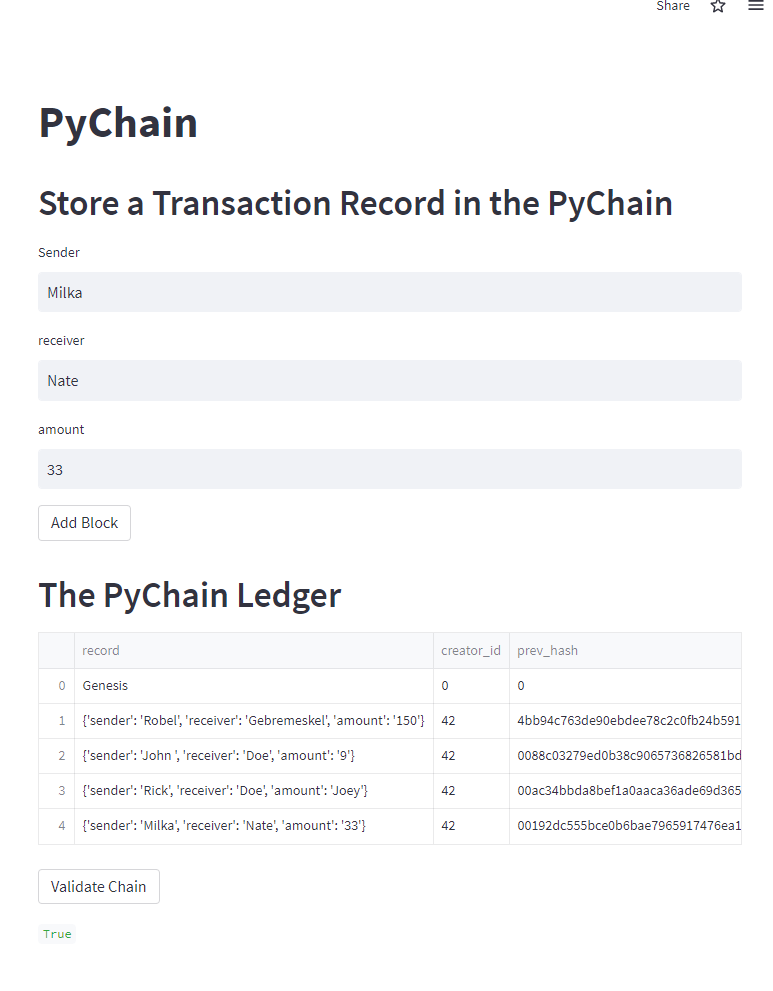 Share
PyChain
Store a Transaction Record in the PyChain
Sender
Milka
receiver
Nate
amount
33
Add Block
The PyChain Ledger
record creator_id prev_hash
0 Genesis 0 0
1 {'sender': 'Robel', 'receiver': 'Gebremeskel', 'amount': '150'} 42 4bb94c763de90ebdee78c2c0fb24b591
2 {'sender': 'John ', 'receiver': 'Doe', 'amount': '9'} 42 0088c03279ed0b38c9065736826581bd
3 {'sender': 'Rick', 'receiver': 'Doe', 'amount': 'Joey'} 42 00ac34bbda8bef1a0aaca36ade69d365
4 {'sender': 'Milka', 'receiver': 'Nate', 'amount': '33'} 42 00192dc555bce0b6bae7965917476ea1
Validate Chain
True